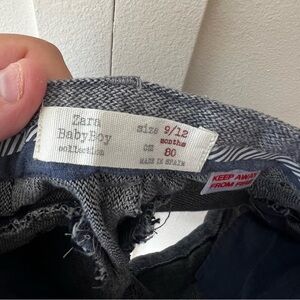 Zara
BabyBoy
collection
size 9/12
months
CM 80
MADE IN SPAIN
KEEP AWAY
FROM FIRE